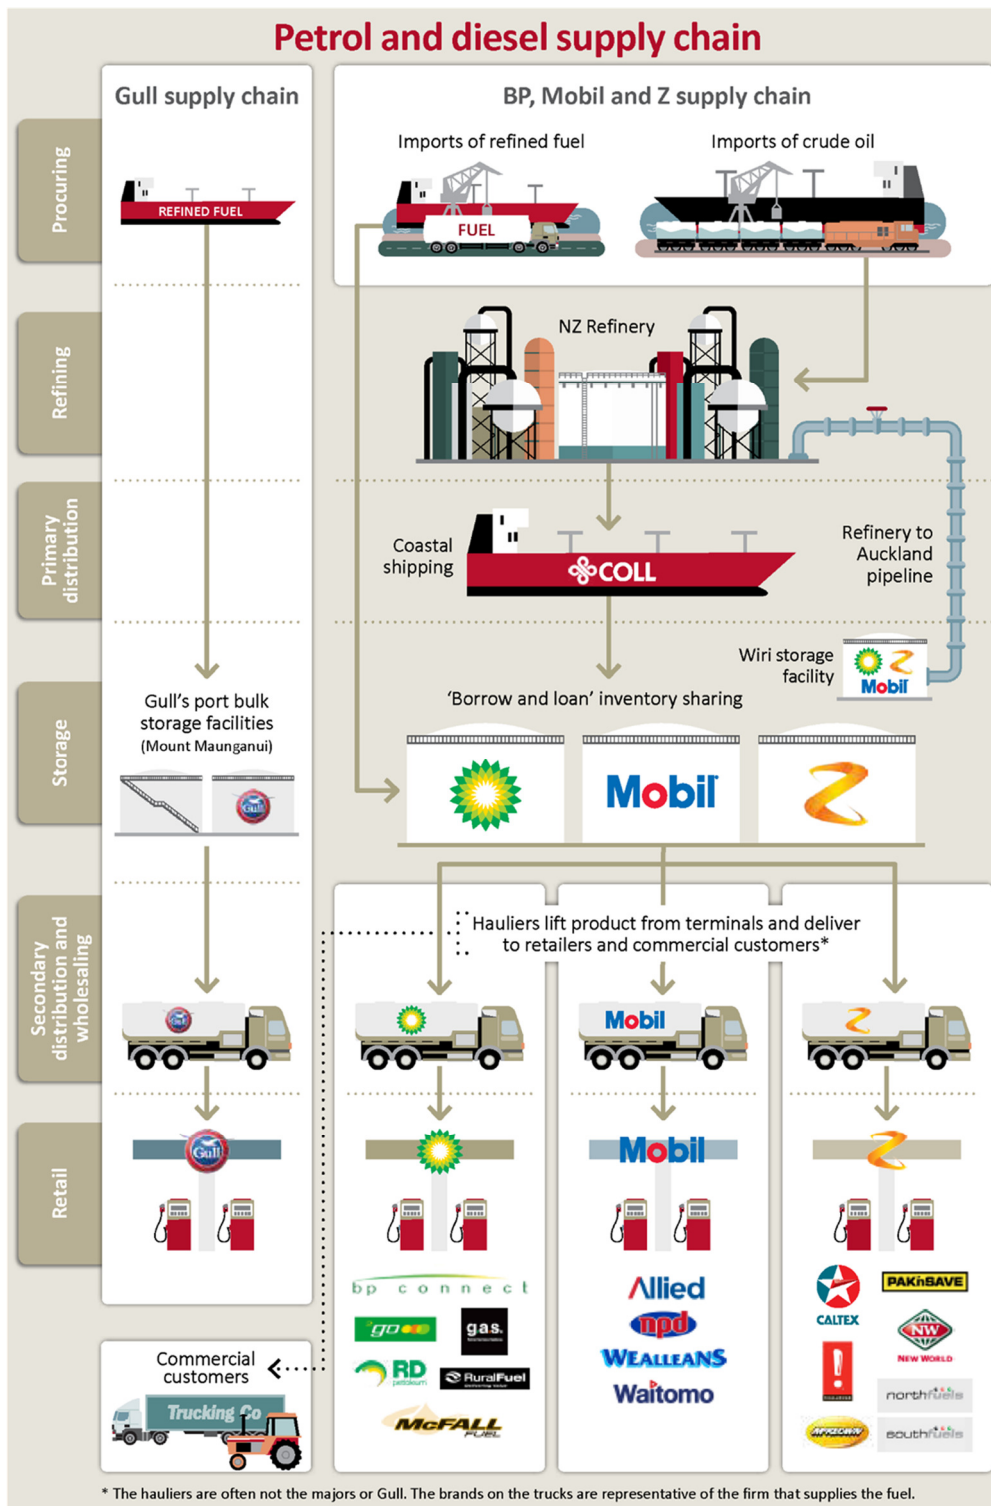 Petrol and diesel supply chain
Gull supply chain
BP, Mobil and Z supply chain
Procuring
REFINED FUEL
Imports of refined fuel
FUEL
Imports of crude oil
Refining
NZ Refinery
Primary
distribution
Coastal
shipping
COLL
Refinery to
Auckland
pipeline
Storage
Gull’s port bulk
storage facilities
(Mount Maunganui)
Gull
Wiri storage
facility
Mobil
‘Borrow and loan’ inventory sharing
Mobil
Secondary
distribution and
wholesaling
Hauliers lift product from terminals and deliver
to retailers and commercial customers*
Gull
Mobil
Retail
Gull
Mobil
bp connect
go
g.a.s.
RD
petroleum
RuralFuel
McFALL
FUEL
Allied
npd
WEALLEANS
Waitomo
CALTEX
PAK'nSAVE
NW
NEW WORLD
northfuels
southfuels
Commercial
customers
Trucking Co
* The hauliers are often not the majors or Gull. The brands on the trucks are representative of the firm that supplies the fuel.